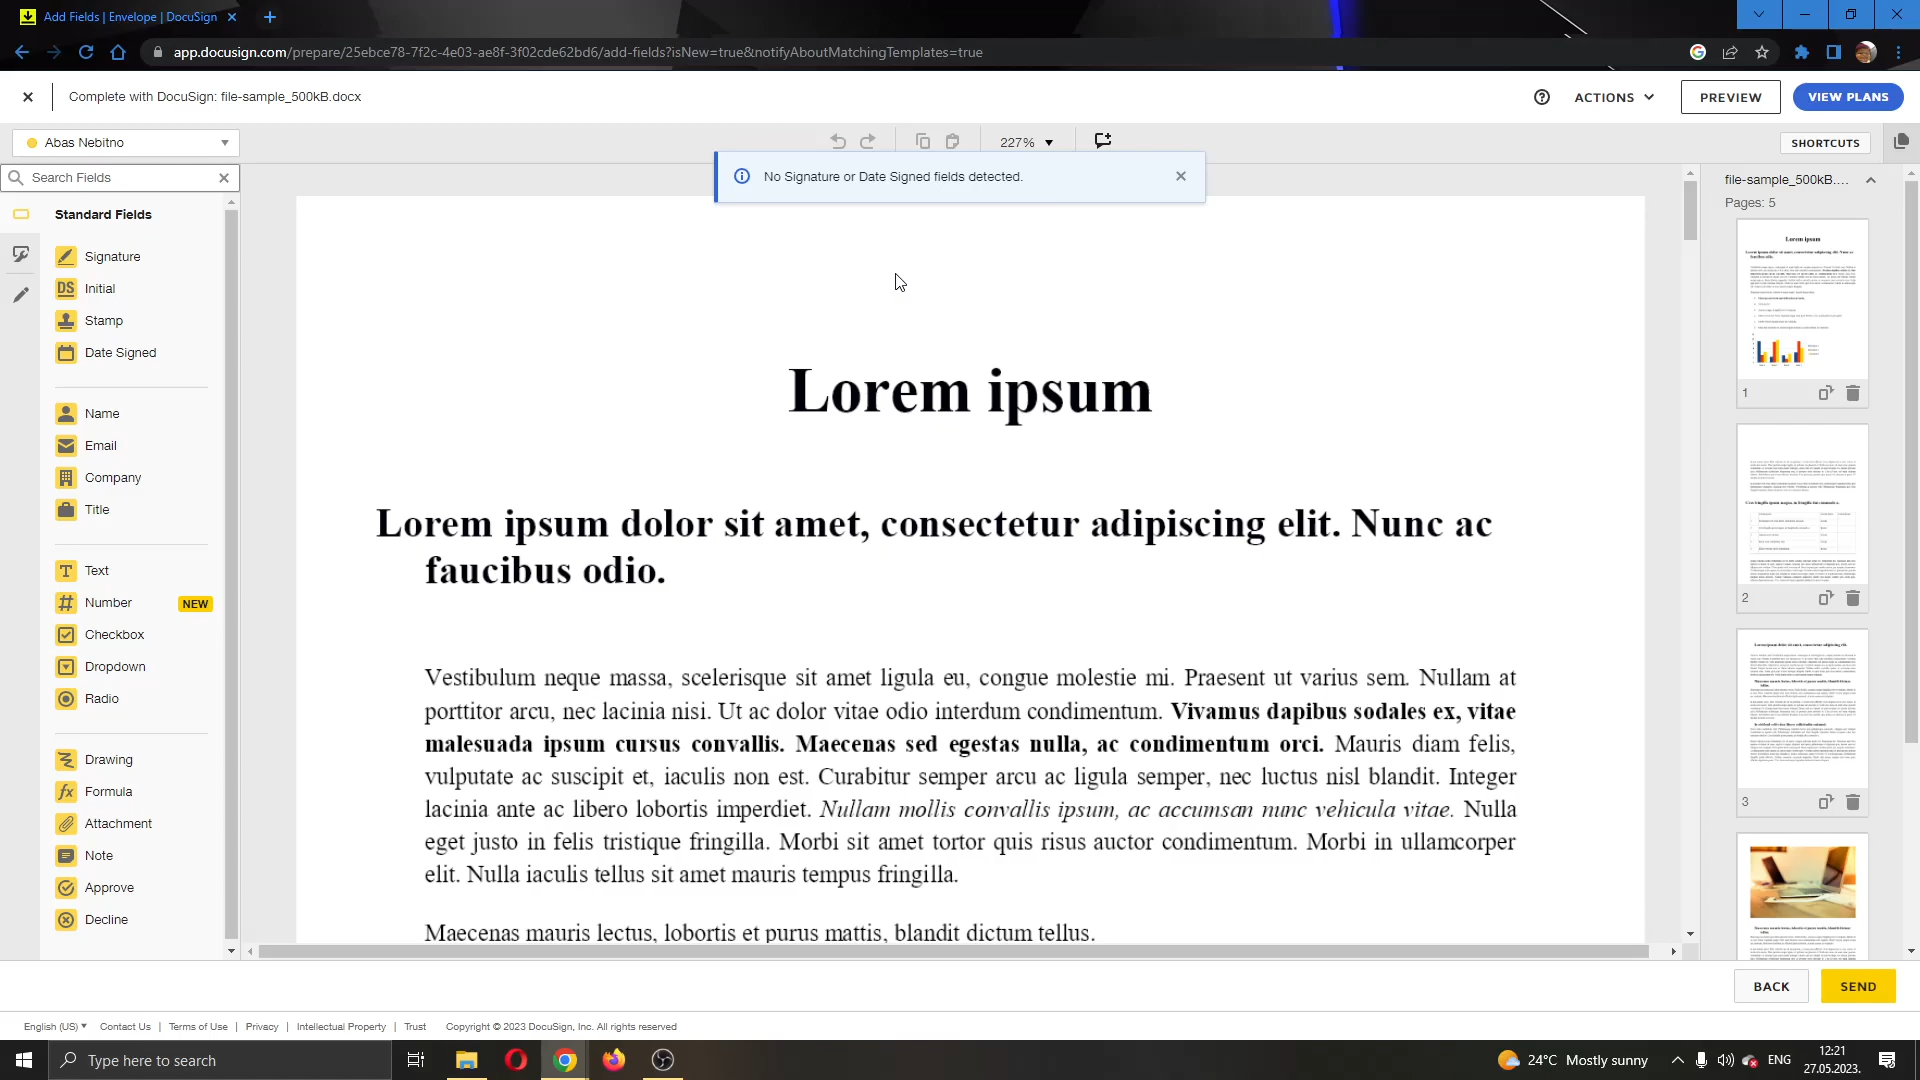 Add Fields | Envelope | DocuSign
app.docusign.com/prepare/25ebce78-7f2c-4e03-ae8f-3f02cde62bd6/add-fields?isNew=true&notifyAboutMatchingTemplates=true
Complete with DocuSign: file-sample_500kB.docx
ACTIONS
PREVIEW
VIEW PLANS
Abas Nebitno
227%
SHORTCUTS
Search Fields
No Signature or Date Signed fields detected.
file-sample_500kB....
Pages: 5
Standard Fields
Signature
DS Initial
Stamp
Date Signed
Name
Email
Company
Title
Text
Number NEW
Checkbox
Dropdown
Radio
Drawing
Formula
Attachment
Note
Approve
Decline
Lorem ipsum
Lorem ipsum dolor sit amet, consectetur adipiscing elit. Nunc ac
faucibus odio.
Vestibulum neque massa, scelerisque sit amet ligula eu, congue molestie mi. Praesent ut varius sem. Nullam at
porttitor arcu, nec lacinia nisi. Ut ac dolor vitae odio interdum condimentum. Vivamus dapibus sodales ex, vitae
malesuada ipsum cursus convallis. Maecenas sed egestas nulla, ac condimentum orci. Mauris diam felis,
vulputate ac suscipit et, iaculis non est. Curabitur semper arcu ac ligula semper, nec luctus nisl blandit. Integer
lacinia ante ac libero lobortis imperdiet. Nullam mollis convallis ipsum, ac accumsan nunc vehicula vitae. Nulla
eget justo in felis tristique fringilla. Morbi sit amet tortor quis risus auctor condimentum. Morbi in ullamcorper
elit. Nulla iaculis tellus sit amet mauris tempus fringilla.
Maecenas mauris lectus, lobortis et purus mattis, blandit dictum tellus.
Lorem ipsum
1
2
3
BACK
SEND
English (US) Contact Us | Terms of Use | Privacy | Intellectual Property | Trust Copyright © 2023 DocuSign, Inc. All rights reserved
Type here to search
24°C Mostly sunny
ENG
12:21
27.05.2023.